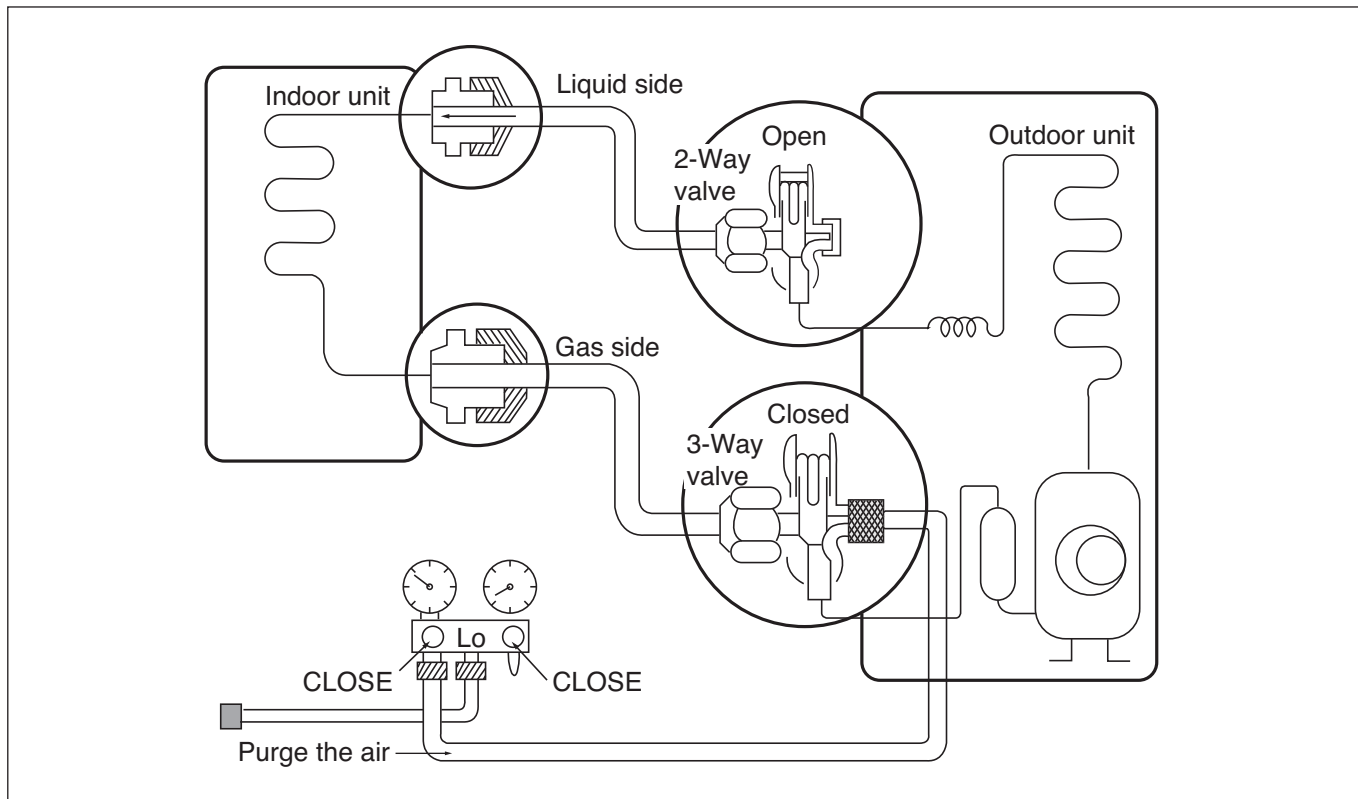 Indoor unit
Liquid side
Open
2-Way
valve
Outdoor unit
Gas side
Closed
3-Way
valve
Lo
CLOSE
CLOSE
Purge the air